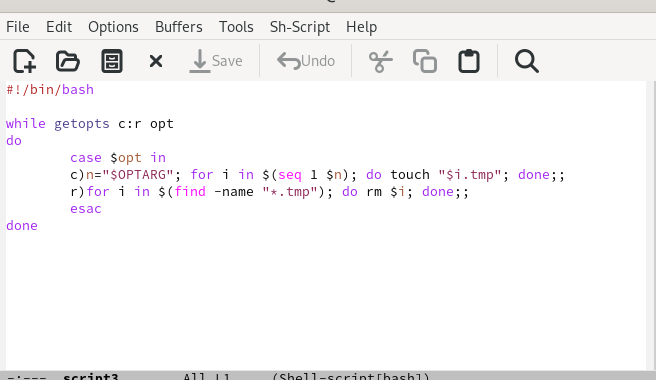 File Edit Options Buffers Tools Sh-Script Help
Save Undo
#!/bin/bash
while getopts c:r opt
do
case $opt in
c)n="$OPTARG"; for i in $(seq 1 $n); do touch "$i.tmp"; done;;
r)for i in $(find -name "*.tmp"); do rm $i; done;;
esac
done
-:--- script3 All L1 (Shell-script[bash])